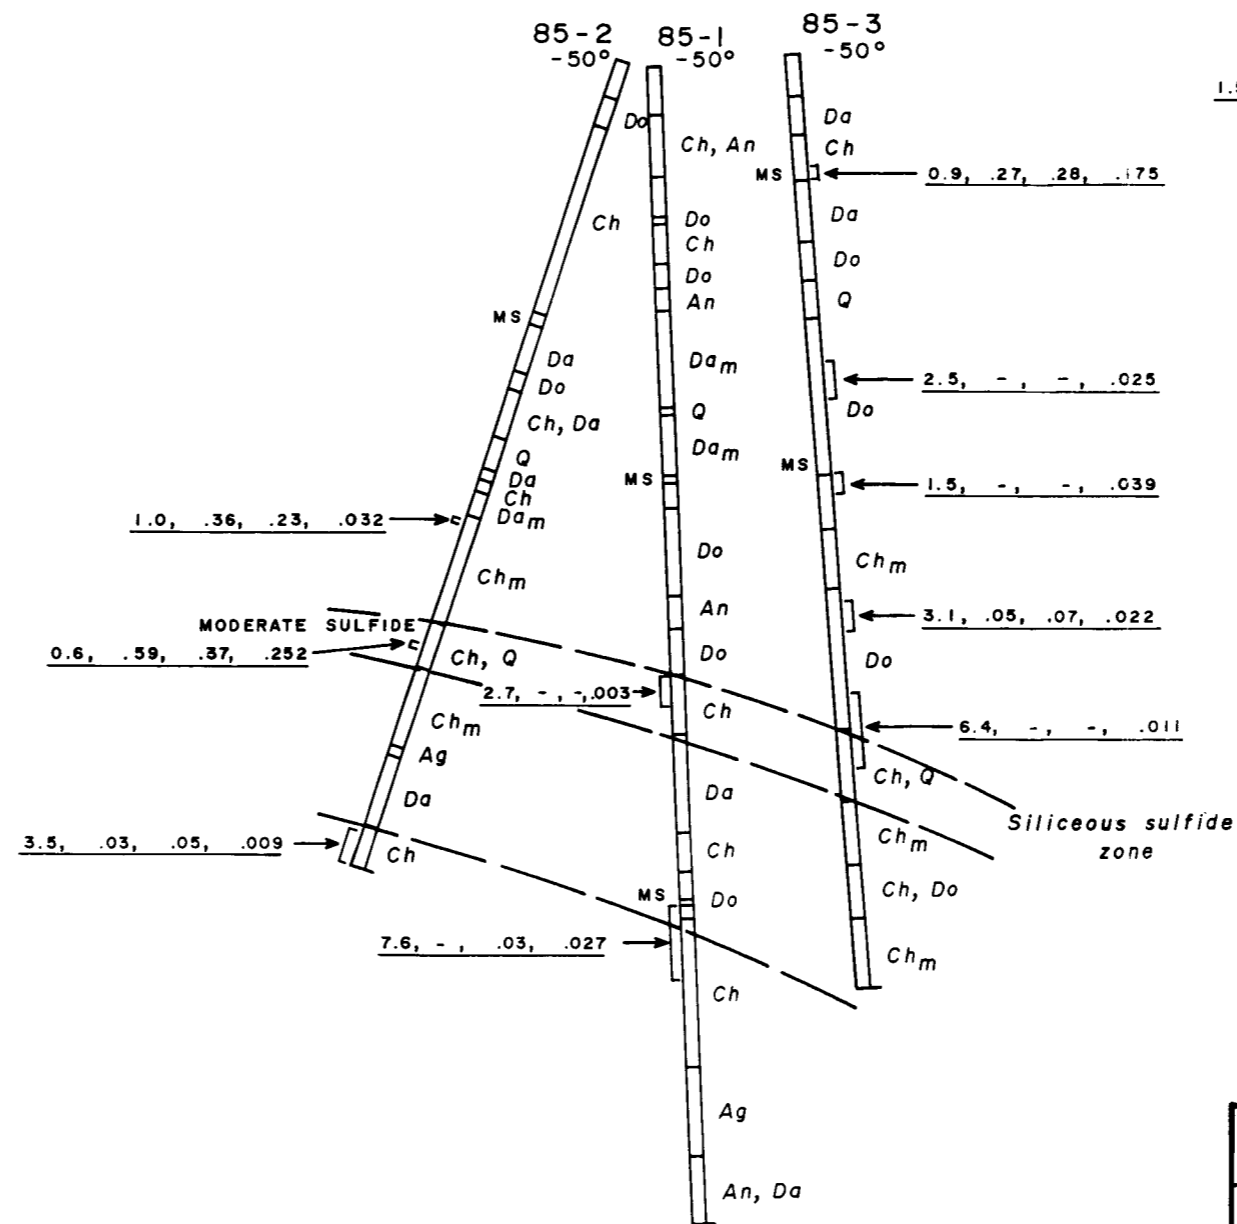 85-2
-50°
85-1
-50°
85-3
-50°
Do
Ch
MS
Da
Do
Ch, Da
Q
Da
Ch
Dam
1.0, .36, .23, .032
Chm
MODERATE SULFIDE
0.6, .59, .37, .252
Ch, Q
Chm
Ag
Da
3.5, .03, .05, .009
Ch
Ch, An
Do
Ch
Do
An
Dam
Q
Dam
MS
Do
An
Do
2.7, -, -, .003
Ch
Da
Ch
MS
Do
7.6, -, .03, .027
Ch
Ag
An, Da
Da
Ch
MS
0.9, .27, .28, .175
Da
Do
Q
2.5, -, -, .025
Do
MS
1.5, -, -, .039
Chm
3.1, .05, .07, .022
Do
6.4, -, -, .011
Ch, Q
Siliceous sulfide
zone
Chm
Ch, Do
Chm